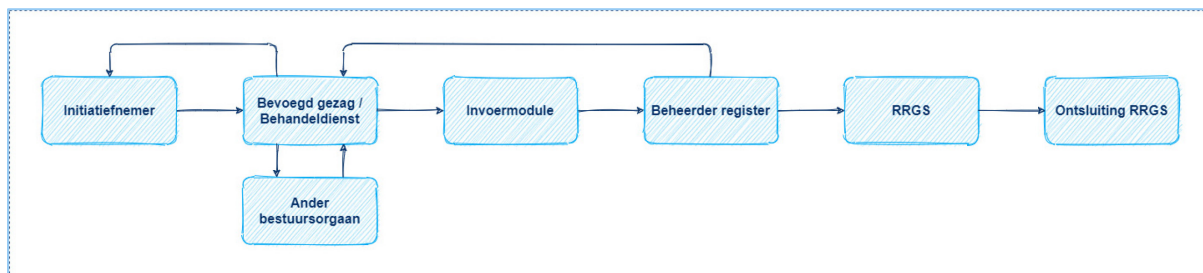 Initiatiefnemer
Bevoegd gezag /
Behandeldienst
Invoermodule
Beheerder register
RRGS
Ontsluiting RRGS
Ander
bestuursorgaan